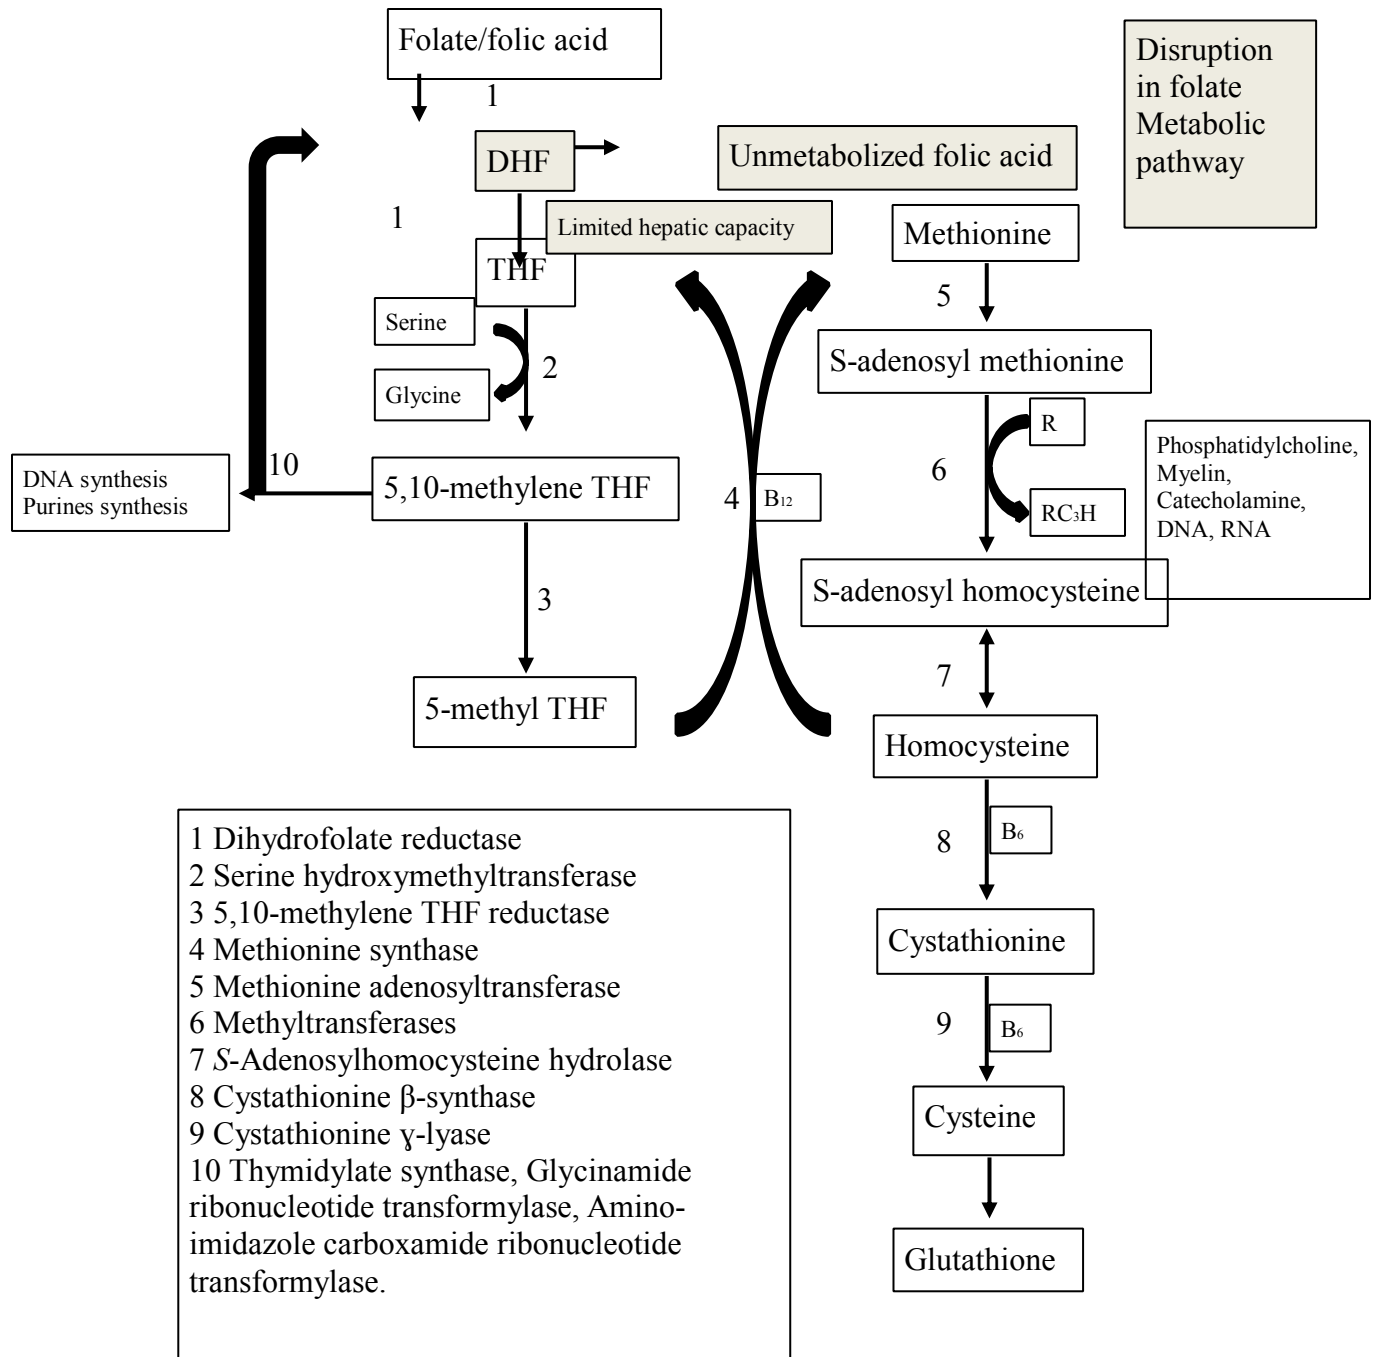 Folate/folic acid
1
Disruption
in folate
Metabolic
pathway
DHF
Unmetabolized folic acid
1
Limited hepatic capacity
Methionine
THF
5
Serine
S-adenosyl methionine
2
Glycine
R
10
DNA synthesis
Purines synthesis
5,10-methylene THF
4
B₁₂
6
RC₃H
Phosphatidylcholine,
Myelin,
Catecholamine,
DNA, RNA
S-adenosyl homocysteine
3
7
5-methyl THF
Homocysteine
8
B₆
Cystathionine
9
B₆
Cysteine
Glutathione
1 Dihydrofolate reductase
2 Serine hydroxymethyltransferase
3 5,10-methylene THF reductase
4 Methionine synthase
5 Methionine adenosyltransferase
6 Methyltransferases
7 S-Adenosylhomocysteine hydrolase
8 Cystathionine β-synthase
9 Cystathionine ɣ-lyase
10 Thymidylate synthase, Glycinamide
ribonucleotide transformylase, Amino-
imidazole carboxamide ribonucleotide
transformylase.